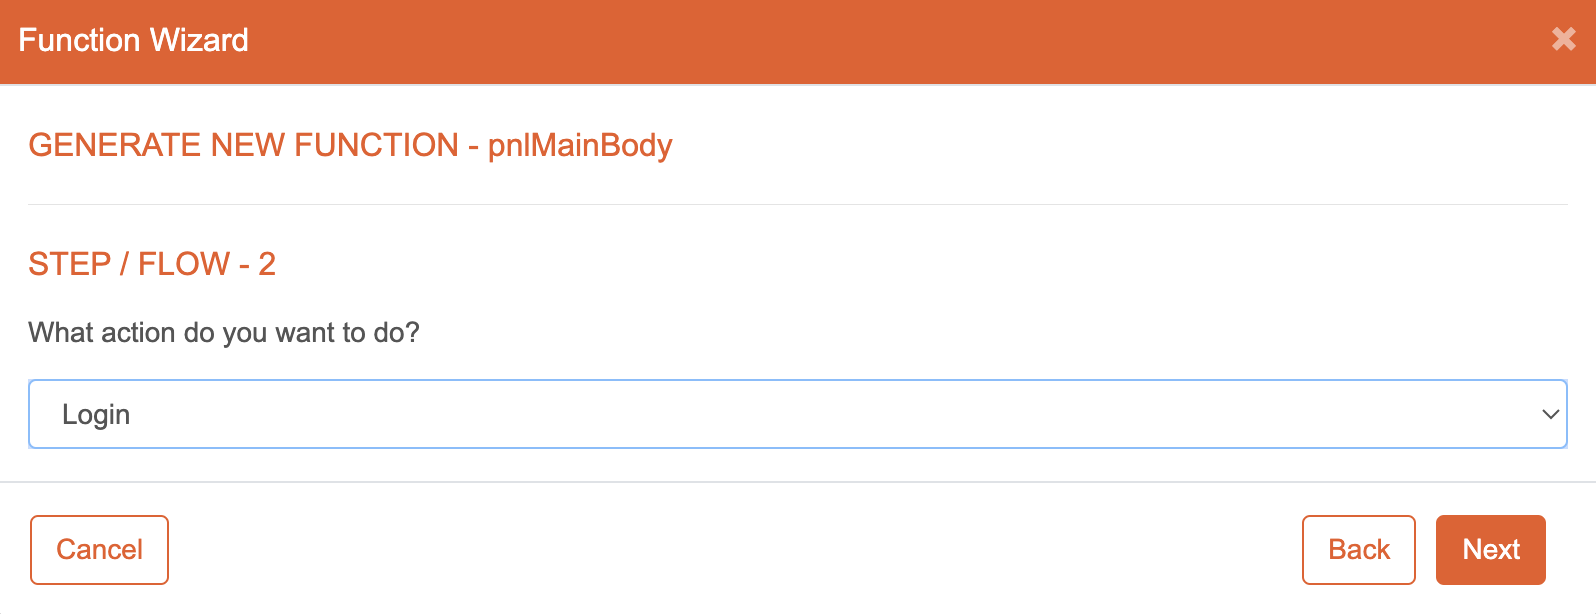 Function Wizard
GENERATE NEW FUNCTION - pnlMainBody
STEP / FLOW - 2
What action do you want to do?
Login
Cancel
Back
Next